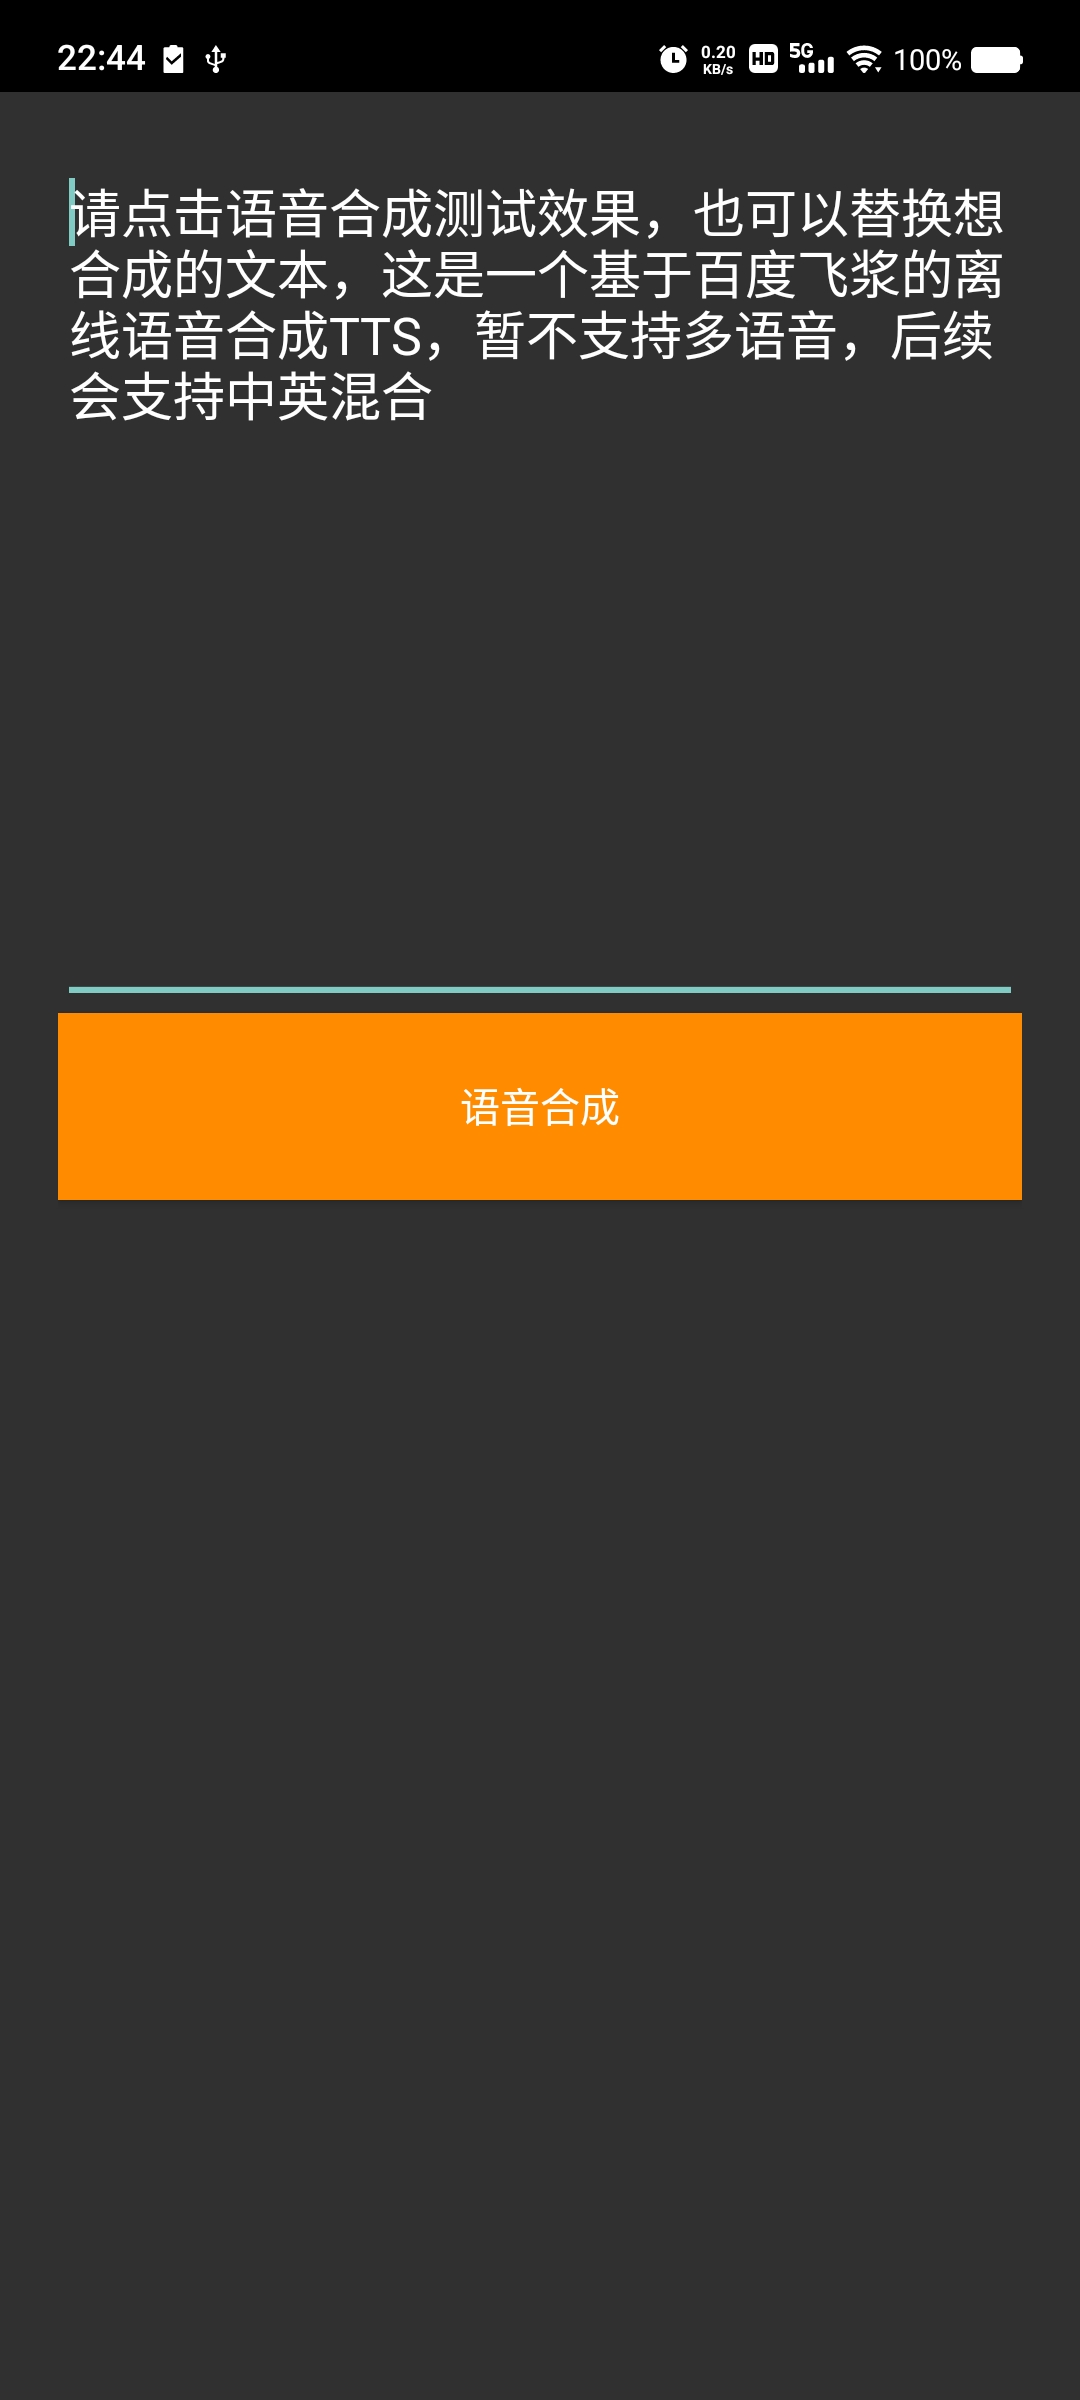 22:44 0.20 KB/s HD 5G 100%
请点击语音合成测试效果，也可以替换想
合成的文本，这是一个基于百度飞浆的离
线语音合成TTS，暂不支持多语音，后续
会支持中英混合
语音合成